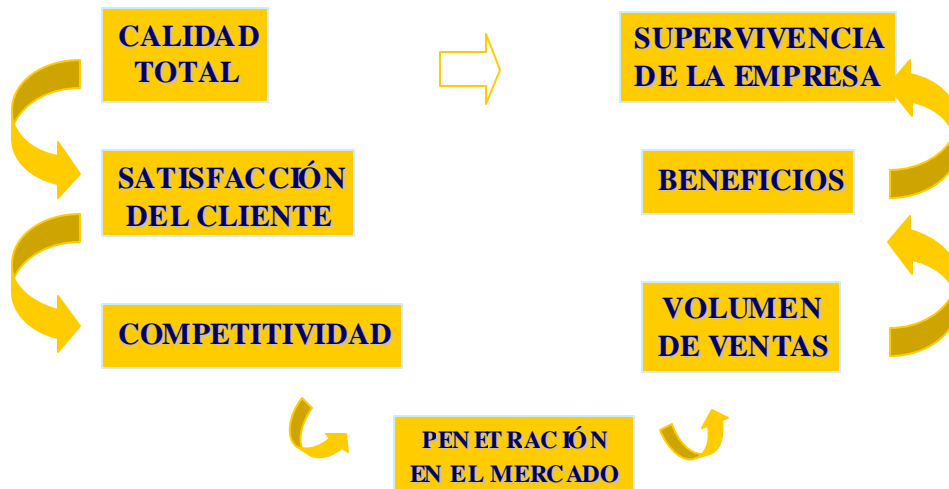 CALIDAD
TOTAL
SATISFACCIÓN
DEL CLIENTE
COMPETITIVIDAD
PENETRACIÓN
EN EL MERCADO
VOLUMEN
DE VENTAS
BENEFICIOS
SUPERVIVENCIA
DE LA EMPRESA